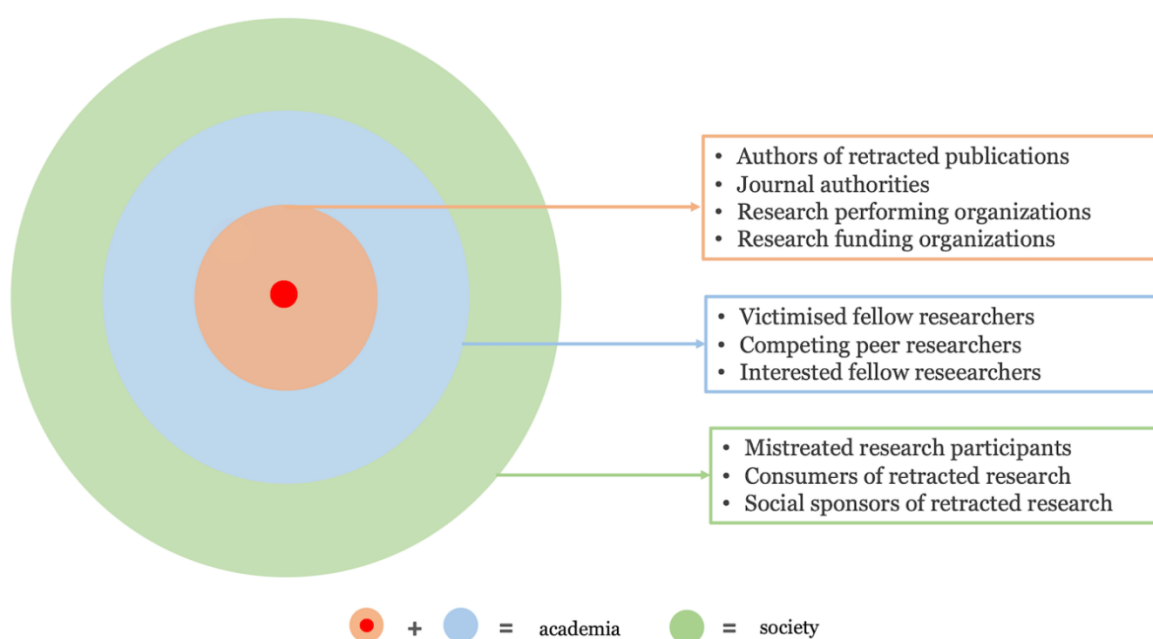 • Authors of retracted publications
• Journal authorities
• Research performing organizations
• Research funding organizations
• Victimised fellow researchers
• Competing peer researchers
• Interested fellow reseearchers
• Mistreated research participants
• Consumers of retracted research
• Social sponsors of retracted research
+ = academia = society